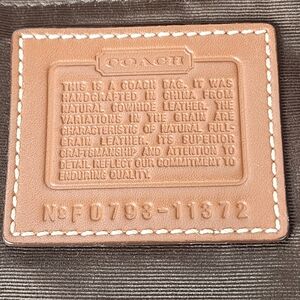 COACH
THIS IS A COACH BAG. IT WAS
HANDCRAFTED IN CHINA FROM
NATURAL COWHIDE LEATHER. THE
VARIATIONS IN THE GRAIN ARE
CHARACTERISTIC OF NATURAL FULL-
GRAIN LEATHER. ITS SUPERIOR
CRAFTSMANSHIP AND ATTENTION TO
DETAIL REFLECT OUR COMMITMENT TO
ENDURING QUALITY.
No F0793-11372